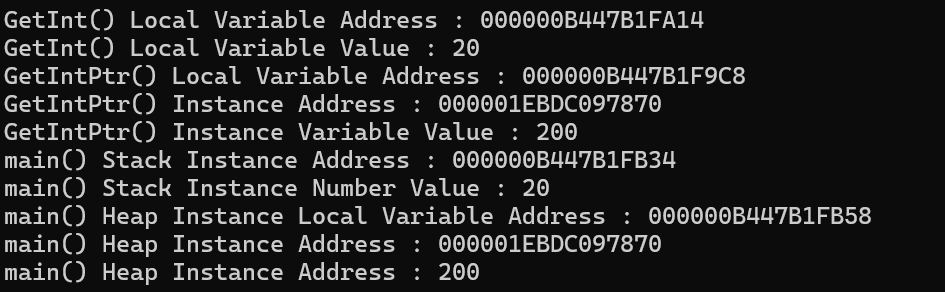 GetInt() Local Variable Address : 000000B447B1FA14
GetInt() Local Variable Value : 20
GetIntPtr() Local Variable Address : 000000B447B1F9C8
GetIntPtr() Instance Address : 000001EBDC097870
GetIntPtr() Instance Variable Value : 200
main() Stack Instance Address : 000000B447B1FB34
main() Stack Instance Number Value : 20
main() Heap Instance Local Variable Address : 000000B447B1FB58
main() Heap Instance Address : 000001EBDC097870
main() Heap Instance Address : 200